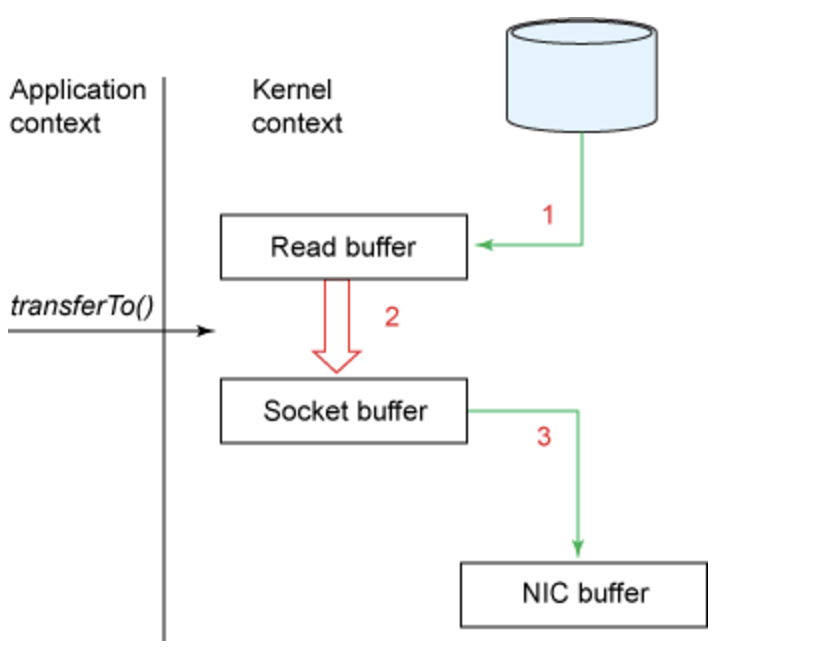 Application
context
Kernel
context
1
Read buffer
transferTo()
2
Socket buffer
3
NIC buffer